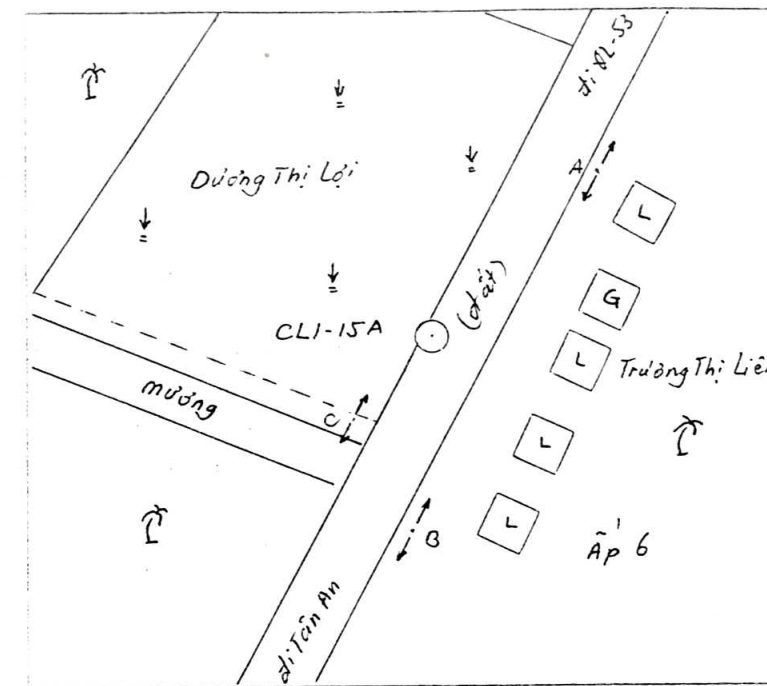 đi QL-53
A
Dương Thị Lợi
L
G
(đất)
CL1-15A
L
Trương Thị Liê
C
mương
L
L
B
Ấp 6
đi Tân An